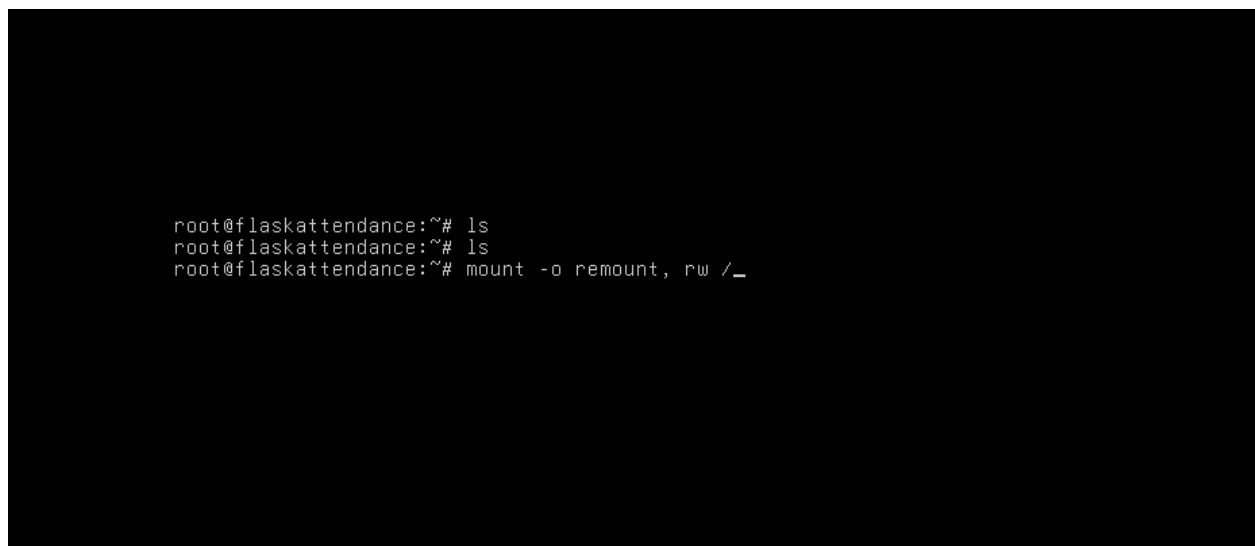 root@flaskattendance:~# ls
root@flaskattendance:~# ls
root@flaskattendance:~# mount -o remount, rw /_